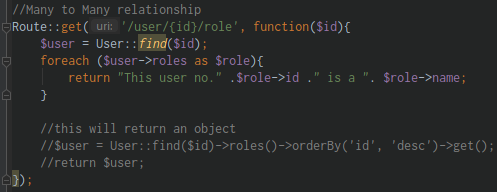 //Many to Many relationship
Route::get( uri: '/user/{id}/role', function($id){
    $user = User::find($id);
    foreach ($user->roles as $role){
        return "This user no." .$role->id ." is a ". $role->name;
    }

    //this will return an object
    //$user = User::find($id)->roles()->orderBy('id', 'desc')->get();
    //return $user;
});